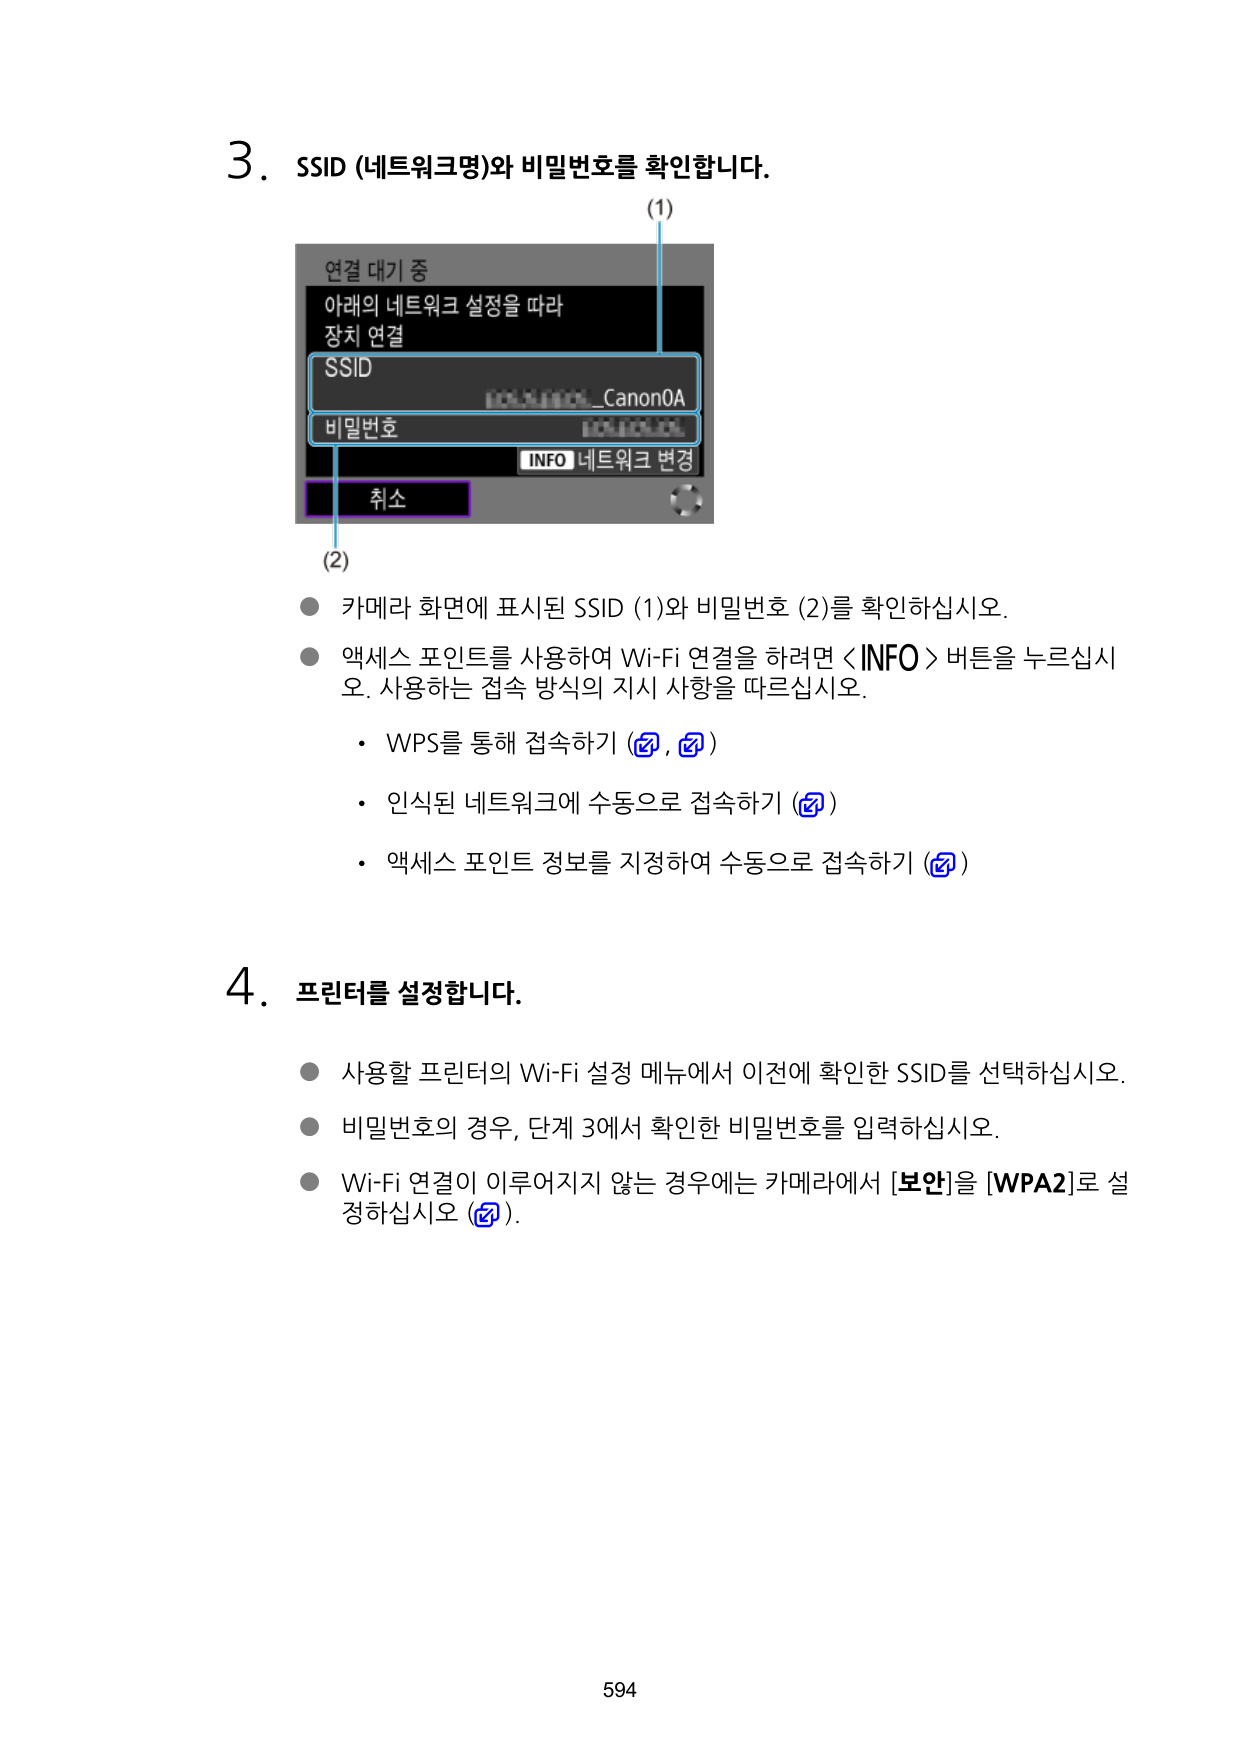 3. SSID (네트워크명)와 비밀번호를 확인합니다.
(1)
연결 대기 중
아래의 네트워크 설정을 따라
장치 연결
SSID
_Canon0A
비밀번호
INFO 네트워크 변경
취소
(2)
● 카메라 화면에 표시된 SSID (1)와 비밀번호 (2)를 확인하십시오.
● 액세스 포인트를 사용하여 Wi-Fi 연결을 하려면 <INFO> 버튼을 누르십시
오. 사용하는 접속 방식의 지시 사항을 따르십시오.
• WPS를 통해 접속하기 ( , )
• 인식된 네트워크에 수동으로 접속하기 ( )
• 액세스 포인트 정보를 지정하여 수동으로 접속하기 ( )
4. 프린터를 설정합니다.
● 사용할 프린터의 Wi-Fi 설정 메뉴에서 이전에 확인한 SSID를 선택하십시오.
● 비밀번호의 경우, 단계 3에서 확인한 비밀번호를 입력하십시오.
● Wi-Fi 연결이 이루어지지 않는 경우에는 카메라에서 [보안]을 [WPA2]로 설
정하십시오 ( ).
594